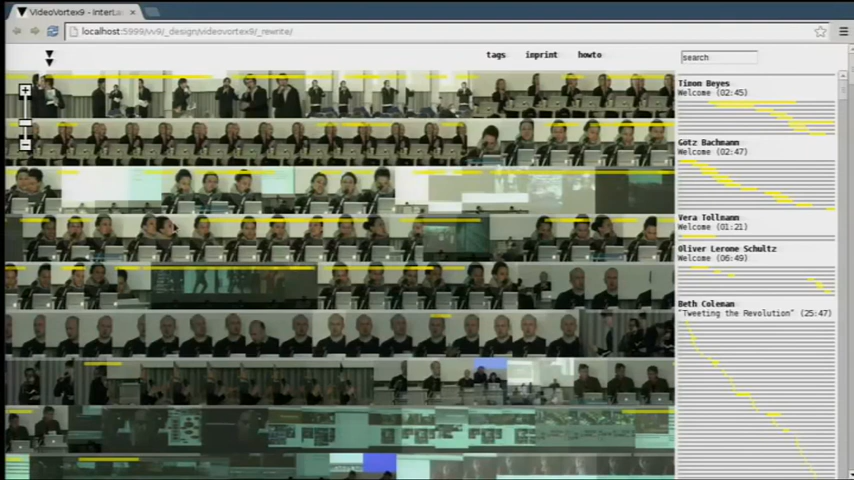 VideoVortex9 - InterLa
localhost:5999/vv9/_design/videovortex9/_rewrite/
tags imprint howto
search
Timon Beyes
Welcome (02:45)
Götz Bachmann
Welcome (02:47)
Vera Tollmann
Welcome (01:21)
Oliver Lerone Schultz
Welcome (06:49)
Beth Coleman
"Tweeting the Revolution" (25:47)